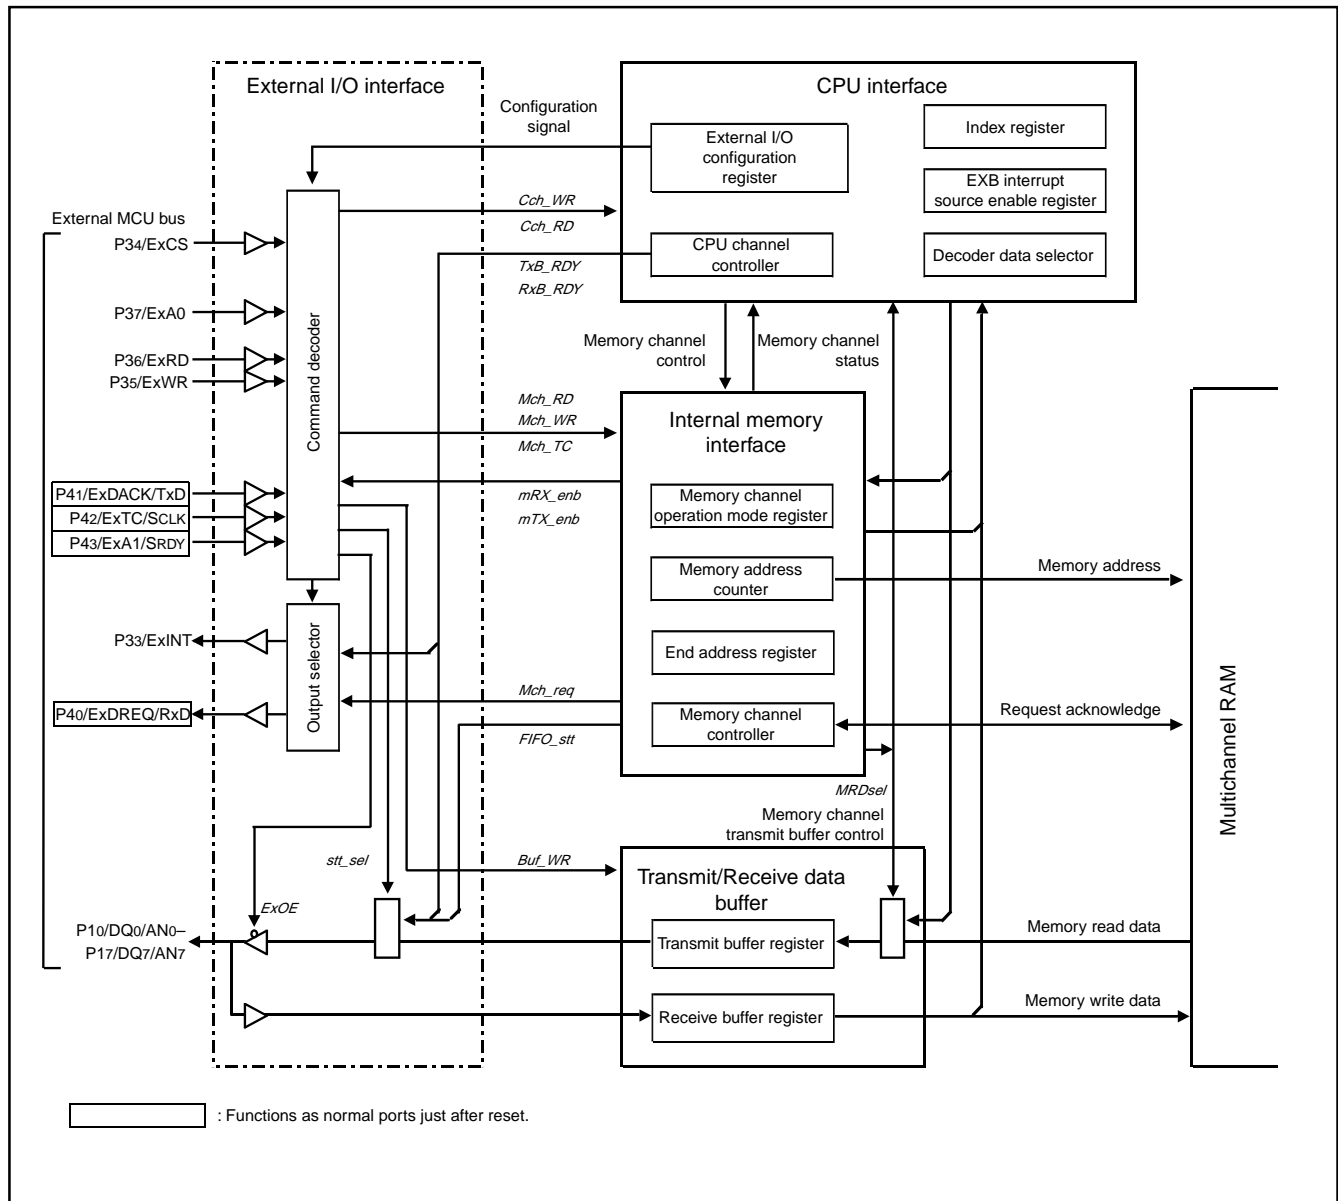 External I/O interface
CPU interface
Configuration
signal
External I/O
configuration
register
Index register
EXB interrupt
source enable register
Decoder data selector
CPU channel
controller
External MCU bus
P34/ExCS
P37/ExA0
P36/ExRD
P35/ExWR
P41/ExDACK/TxD
P42/ExTC/SCLK
P43/ExA1/SRDY
P33/ExINT
P40/ExDREQ/RxD
P10/DQ0/AN0–
P17/DQ7/AN7
Command decoder
Output selector
Cch_WR
Cch_RD
TxB_RDY
RxB_RDY
Memory channel
control
Memory channel
status
Mch_RD
Mch_WR
Mch_TC
mRX_enb
mTX_enb
Internal memory
interface
Memory channel
operation mode register
Memory address
counter
End address register
Memory channel
controller
Mch_req
FIFO_stt
Memory address
Request acknowledge
Multichannel RAM
MRDsel
Memory channel
transmit buffer control
stt_sel
Buf_WR
ExOE
Transmit/Receive data
buffer
Transmit buffer register
Receive buffer register
Memory read data
Memory write data
: Functions as normal ports just after reset.